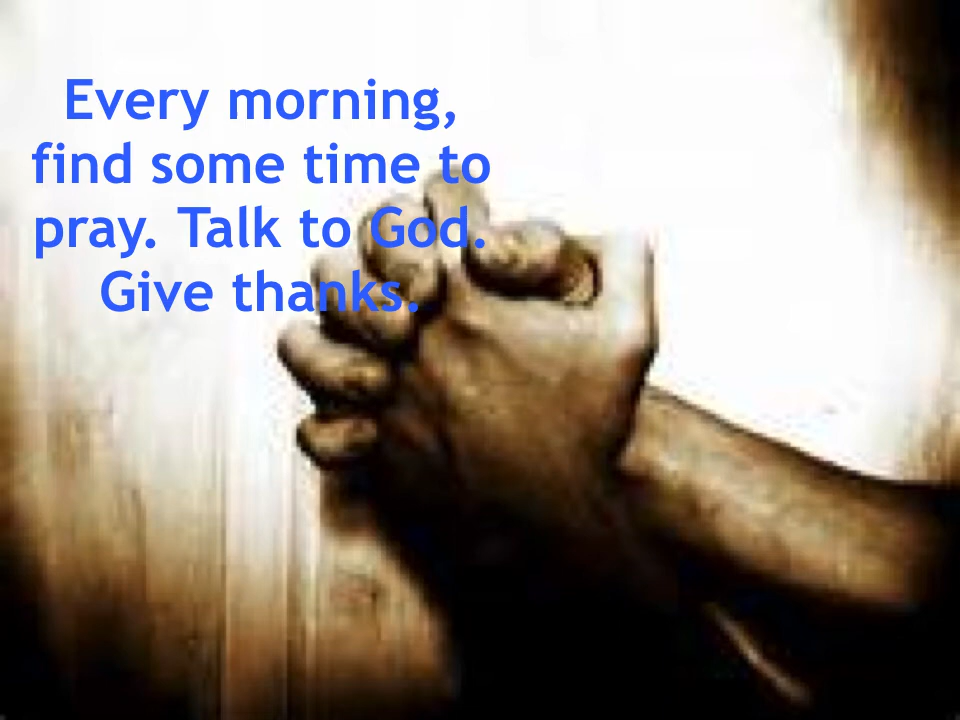 Every morning,
find some time to
pray. Talk to God.
Give thanks.